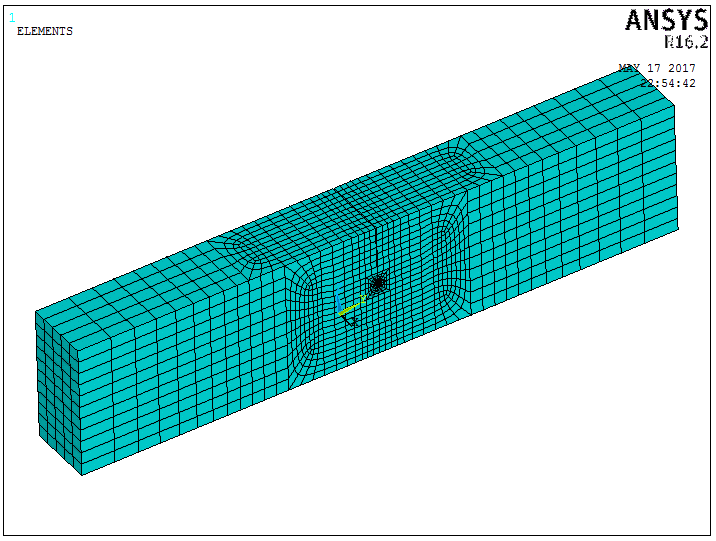 1
ELEMENTS
ANSYS
R16.2
MAY 17 2017
22:54:42